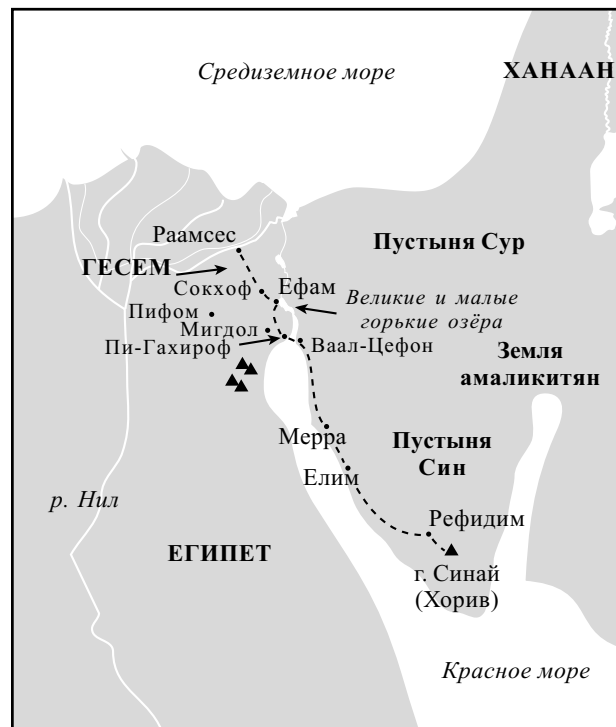 Средиземное море
ХАНААН
Раамсес
Пустыня Сур
ГЕСЕМ
Сокхоф
Ефам
Великие и малые
горькие озёра
Пифом
Мигдол
Пи-Гахироф
Ваал-Цефон
Земля
амаликитян
Мерра
Пустыня
Син
Елим
р. Нил
Рефидим
ЕГИПЕТ
г. Синай
(Хорив)
Красное море